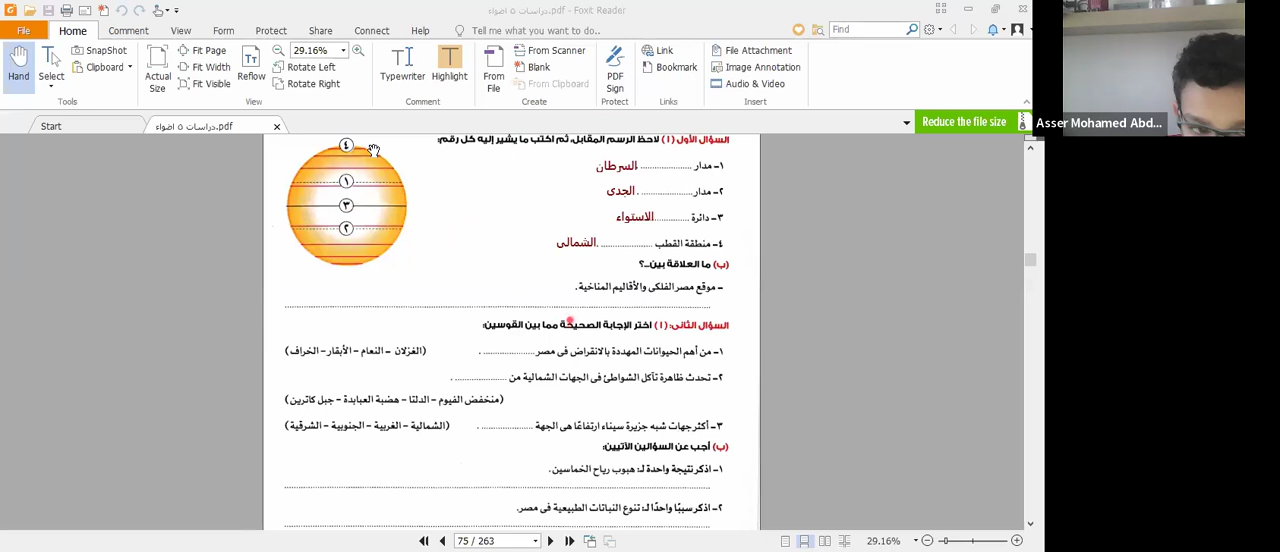 دراسات ٥ اضواء.pdf - Foxit Reader
File Home Comment View Form Protect Share Connect Help Tell me what you want to do.. Find
Hand Select SnapShot Clipboard Actual Size Fit Page Fit Width Fit Visible Reflow 29.16% Rotate Left Rotate Right Typewriter Highlight From File From Scanner Blank From Clipboard PDF Sign Link Bookmark File Attachment Image Annotation Audio & Video
Tools View Comment Create Protect Links Insert
Start دراسات ٥ اضواء.pdf Reduce the file size
Asser Mohamed Abd...
السؤال الأول (١) لاحظ الرسم المقابل، ثم اكتب ما يشير إليه كل رقم:
١- مدار .................... السرطان
٢- مدار .................... الجدى
٣- دائرة ............... الاستواء
٤- منطقة القطب .................... الشمالى
٤
١
٣
٢
(ب) ما العلاقة بين...؟
- موقع مصر الفلكى والأقاليم المناخية.
السؤال الثانى: (١) اختر الإجابة الصحيحة مما بين القوسين:
١- من أهم الحيوانات المهددة بالانقراض فى مصر .................... . (الغزلان - النعام - الأبقار - الخراف)
٢- تحدث ظاهرة تآكل الشواطئ فى الجهات الشمالية من .................... .
(منخفض الفيوم - الدلتا - هضبة العبابدة - جبل كاترين)
٣- أكثر جهات شبه جزيرة سيناء ارتفاعًا هى الجهة .................... . (الشمالية - الغربية - الجنوبية - الشرقية)
(ب) أجب عن السؤالين الآتيين:
١- اذكر نتيجة واحدة لـ: هبوب رياح الخماسين.
٢- اذكر سببًا واحدًا لـ: تنوع النباتات الطبيعية فى مصر.
75 / 263 29.16%